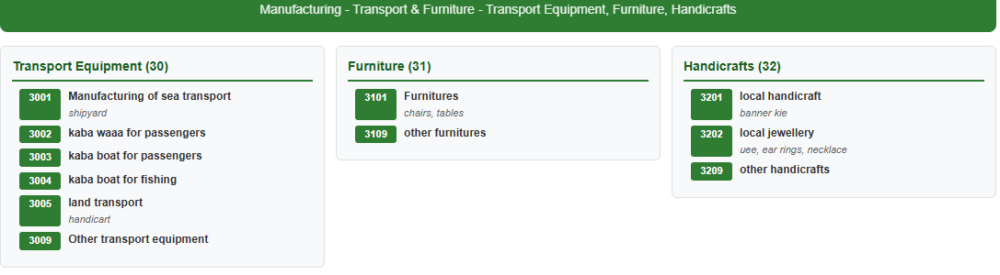 Manufacturing - Transport & Furniture - Transport Equipment, Furniture, Handicrafts
Transport Equipment (30)
3001 Manufacturing of sea transport
shipyard
3002 kaba waaa for passengers
3003 kaba boat for passengers
3004 kaba boat for fishing
3005 land transport
handicart
3009 Other transport equipment
Furniture (31)
3101 Furnitures
chairs, tables
3109 other furnitures
Handicrafts (32)
3201 local handicraft
banner kie
3202 local jewellery
uee, ear rings, necklace
3209 other handicrafts